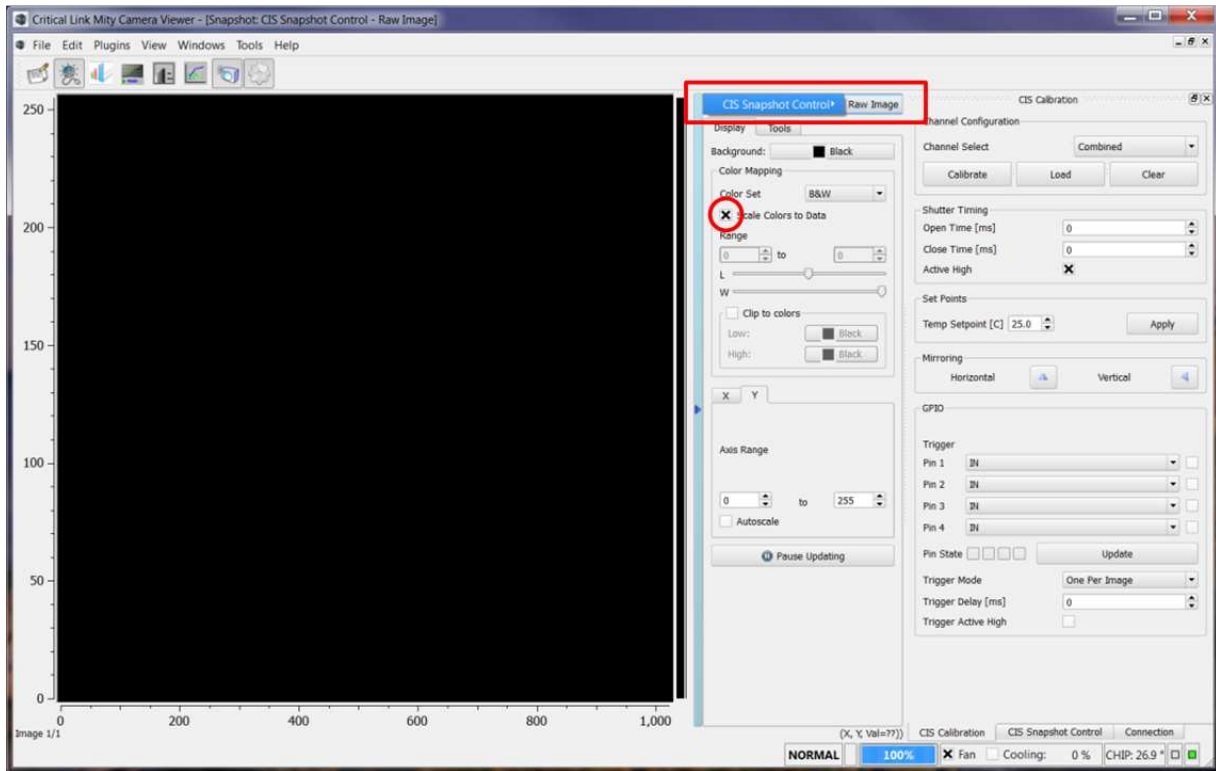 Critical Link Mity Camera Viewer - [Snapshot: CIS Snapshot Control - Raw Image]
File Edit Plugins View Windows Tools Help
CIS Snapshot Control Raw Image
Display Tools
Background: Black
Color Mapping
Color Set B&W
Scale Colors to Data
Range
0 to 0
L
W
Clip to colors
Low: Black
High: Black
X Y
Axis Range
0 to 255
Autoscale
Pause Updating
CIS Calibration
Channel Configuration
Channel Select Combined
Calibrate Load Clear
Shutter Timing
Open Time [ms] 0
Close Time [ms] 0
Active High
Set Points
Temp Setpoint [C] 25.0 Apply
Mirroring
Horizontal Vertical
GPIO
Trigger
Pin 1 IN
Pin 2 IN
Pin 3 IN
Pin 4 IN
Pin State Update
Trigger Mode One Per Image
Trigger Delay [ms] 0
Trigger Active High
250
200
150
100
50
0
0 200 400 600 800 1,000
Image 1/1
(X, Y, Val=??))
CIS Calibration CIS Snapshot Control Connection
NORMAL 100% Fan Cooling: 0 % CHIP: 26.9 °